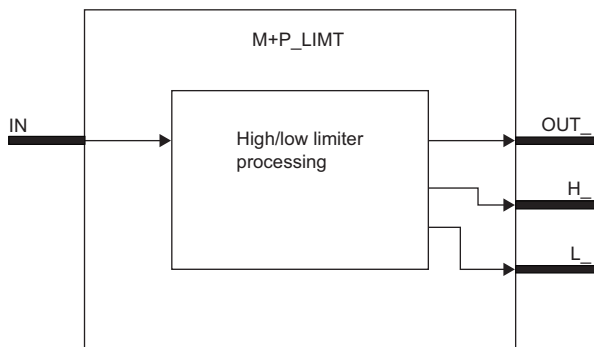 M+P_LIMT
IN
High/low limiter
processing
OUT_
H_
L_